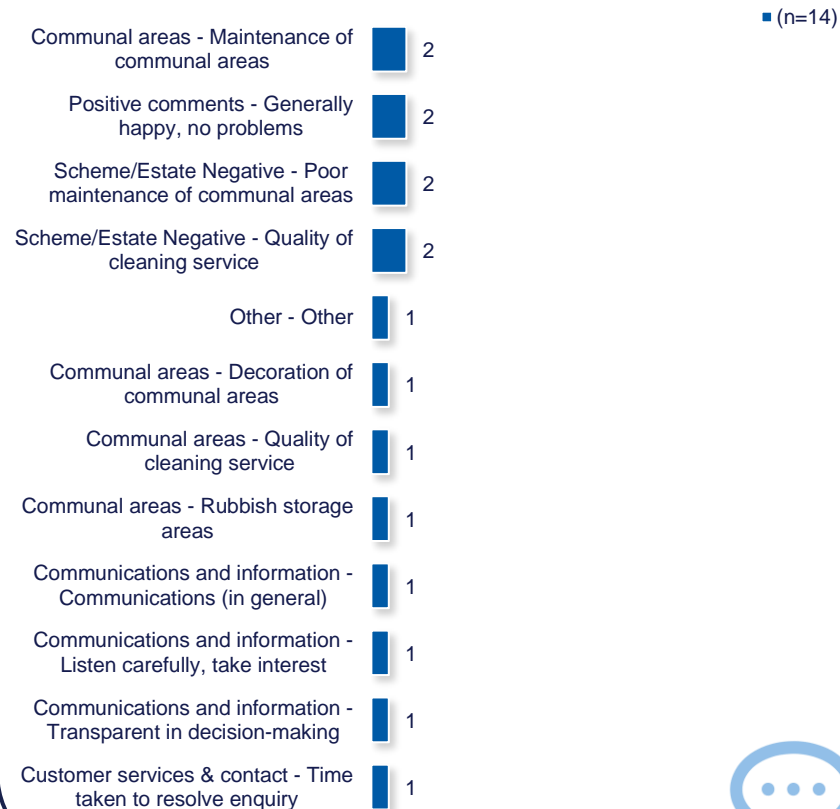 (n=14)
Communal areas - Maintenance of
communal areas
2
Positive comments - Generally
happy, no problems
2
Scheme/Estate Negative - Poor
maintenance of communal areas
2
Scheme/Estate Negative - Quality of
cleaning service
2
Other - Other
1
Communal areas - Decoration of
communal areas
1
Communal areas - Quality of
cleaning service
1
Communal areas - Rubbish storage
areas
1
Communications and information -
Communications (in general)
1
Communications and information -
Listen carefully, take interest
1
Communications and information -
Transparent in decision-making
1
Customer services & contact - Time
taken to resolve enquiry
1